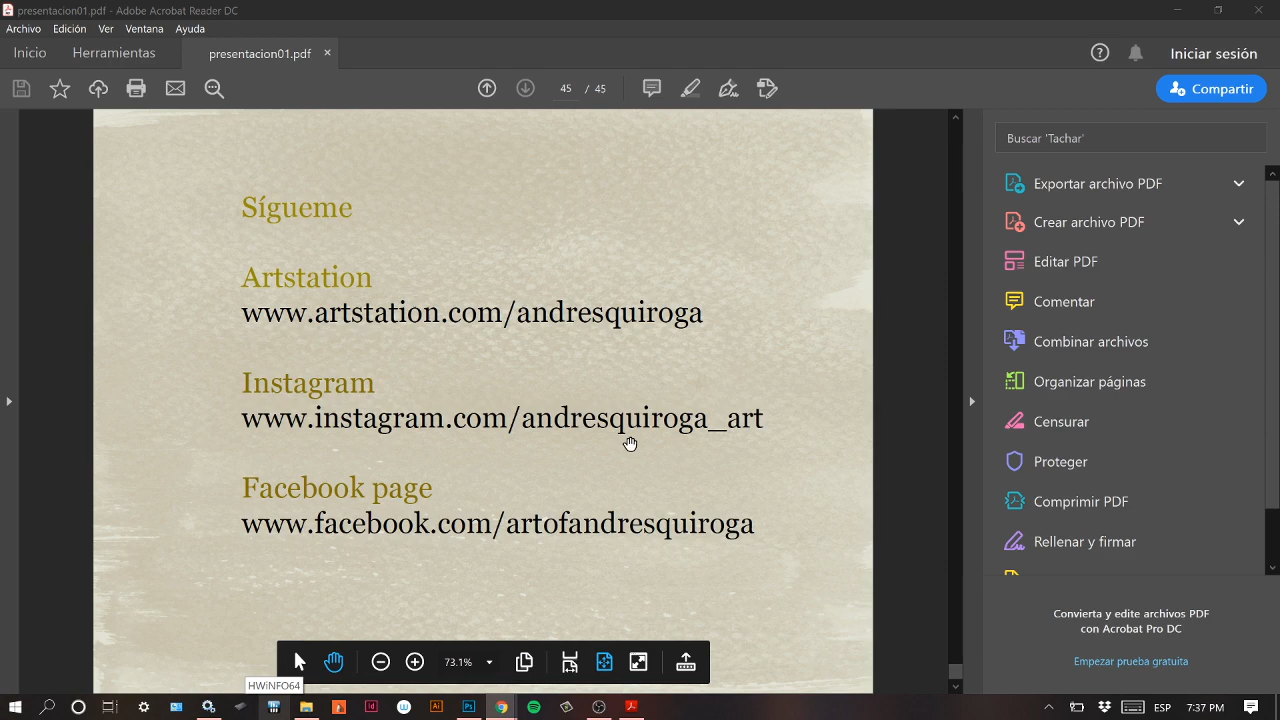 presentacion01.pdf - Adobe Acrobat Reader DC
Archivo Edición Ver Ventana Ayuda
Inicio Herramientas presentacion01.pdf × Iniciar sesión
45 / 45 Compartir
Buscar 'Tachar'
Exportar archivo PDF
Crear archivo PDF
Editar PDF
Comentar
Combinar archivos
Organizar páginas
Censurar
Proteger
Comprimir PDF
Rellenar y firmar
Convierta y edite archivos PDF
con Acrobat Pro DC
Empezar prueba gratuita
Sígueme
Artstation
www.artstation.com/andresquiroga
Instagram
www.instagram.com/andresquiroga_art
Facebook page
www.facebook.com/artofandresquiroga
73.1%
HWiNFO64
ESP 7:37 PM